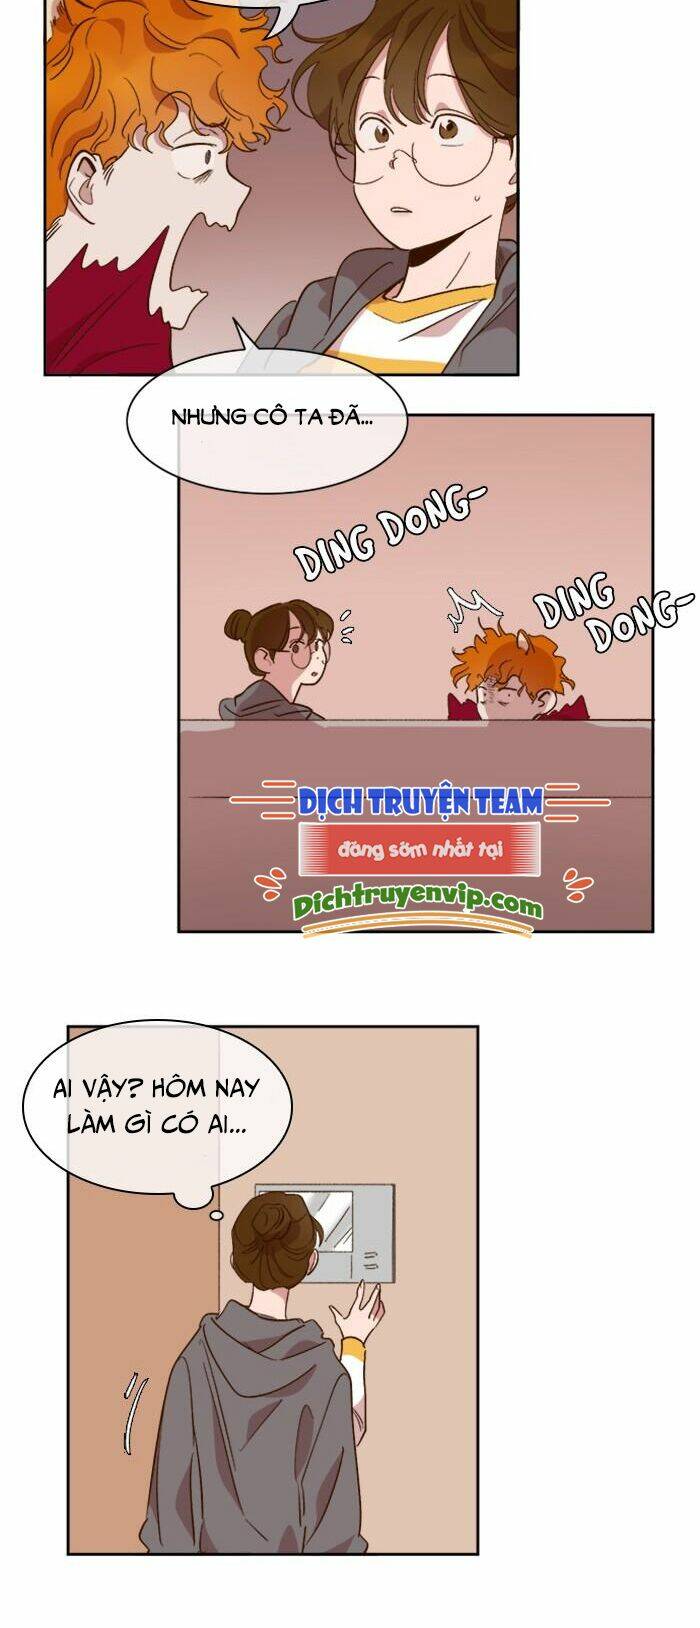 NHƯNG CÔ TA ĐÃ...
DING DONG~
DING
DONG~
DỊCH TRUYỆN TEAM
đăng sớm nhất tại
Dichtruyenvip.com
AI VẬY? HÔM NAY
LÀM GÌ CÓ AI...